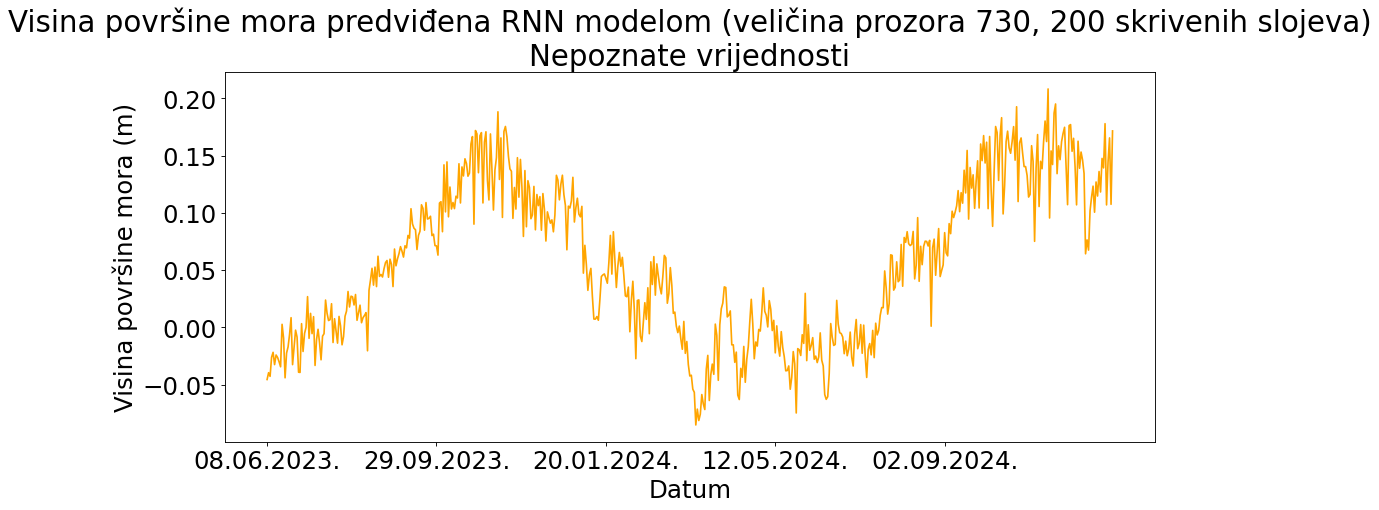 Visina površine mora predviđena RNN modelom (veličina prozora 730, 200 skrivenih slojeva)
Nepoznate vrijednosti
Visina površine mora (m)
0.20
0.15
0.10
0.05
0.00
−0.05
08.06.2023. 29.09.2023. 20.01.2024. 12.05.2024. 02.09.2024.
Datum